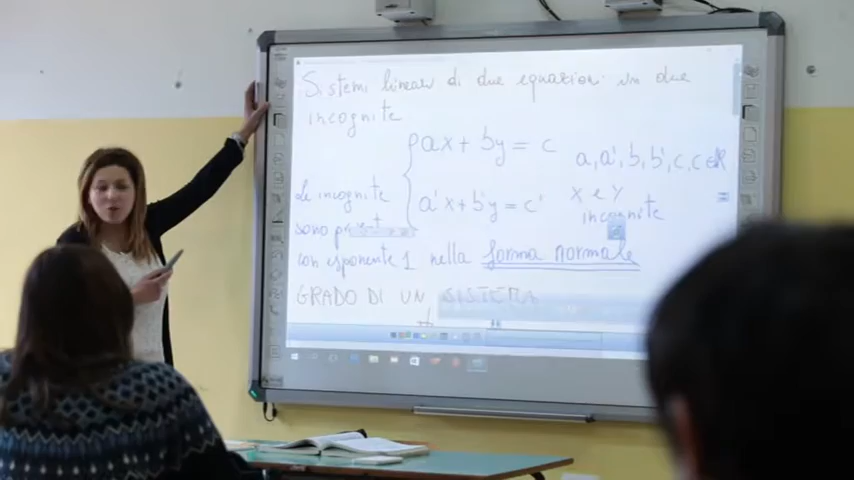 Sistemi lineari di due equazioni in due
incognite
ax + by = c
a, a', b, b', c, c ∈ R
Le incognite
a'x + b'y = c'
x e y
incognite
sono
con esponente 1 nella forma normale
GRADO DI UN SISTEMA